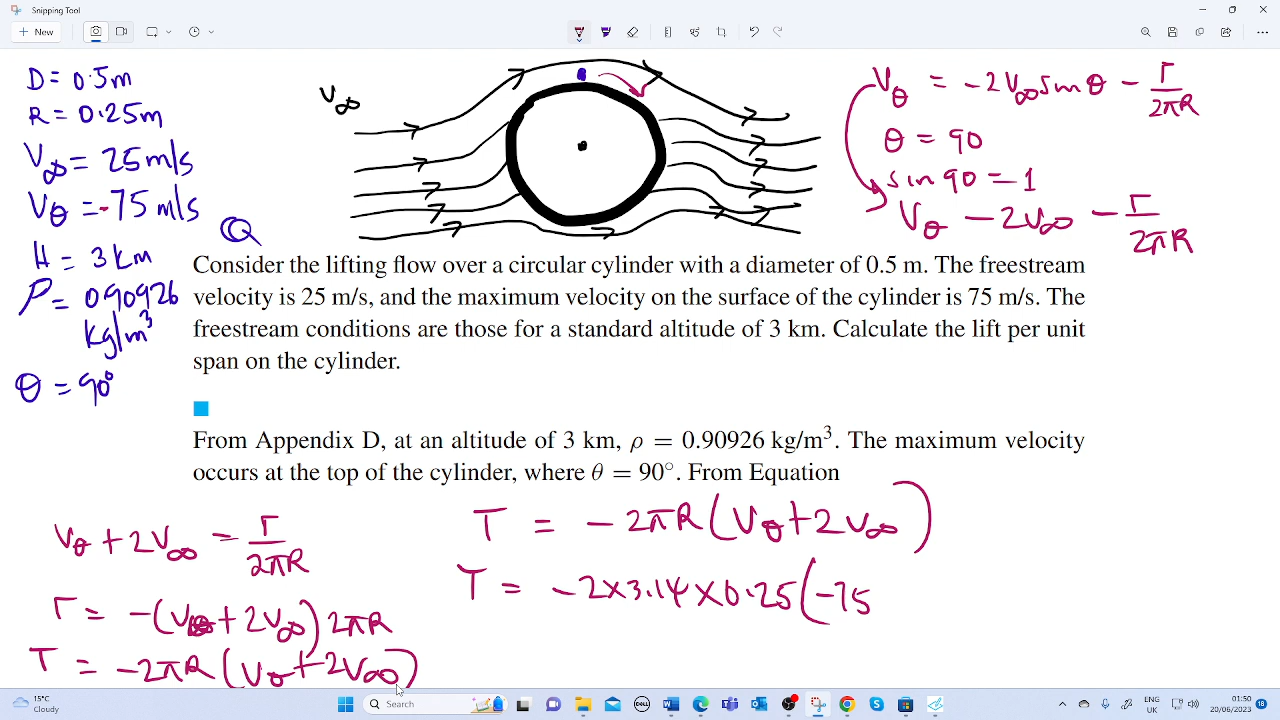 Snipping Tool
+ New
D = 0.5m
R = 0.25m
V∞ = 25 m/s
Vθ = -75 m/s
H = 3 km
ρ = 0.90926
kg/m³
θ = 90°
V∞
Vθ = -2V∞ sin θ - Γ/2πR
θ = 90
sin 90 = 1
Vθ - 2V∞ - Γ/2πR
Q
Consider the lifting flow over a circular cylinder with a diameter of 0.5 m. The freestream
velocity is 25 m/s, and the maximum velocity on the surface of the cylinder is 75 m/s. The
freestream conditions are those for a standard altitude of 3 km. Calculate the lift per unit
span on the cylinder.
From Appendix D, at an altitude of 3 km, ρ = 0.90926 kg/m³. The maximum velocity
occurs at the top of the cylinder, where θ = 90°. From Equation
Vθ + 2V∞ = Γ/2πR
Γ = -(Vθ + 2V∞) 2πR
Γ = -2πR (Vθ + 2V∞)
Γ = -2πR (Vθ + 2V∞)
Γ = -2×3.14×0.25(-75
15°C
Cloudy
Search
DELL
ENG
UK
01:50
20/06/2023
18